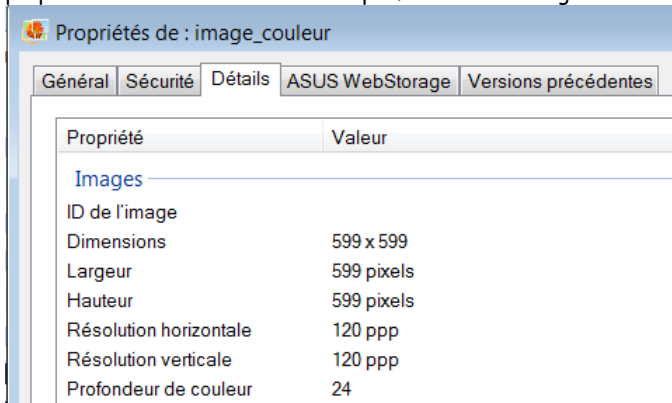 Propriétés de : image_couleur
Général Sécurité Détails ASUS WebStorage Versions précédentes
Propriété Valeur
Images
ID de l'image
Dimensions 599 x 599
Largeur 599 pixels
Hauteur 599 pixels
Résolution horizontale 120 ppp
Résolution verticale 120 ppp
Profondeur de couleur 24